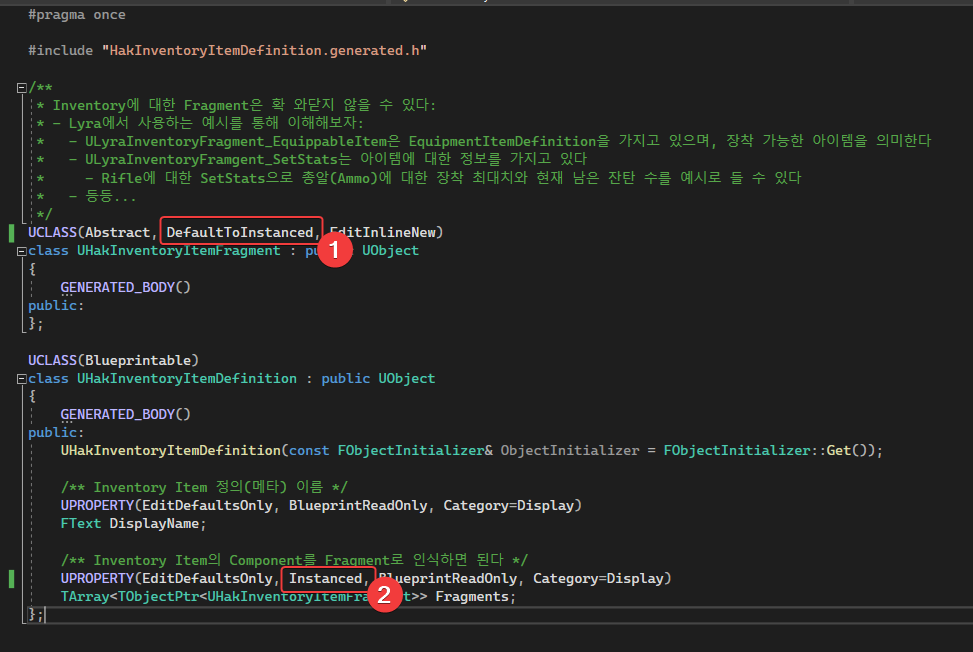 #pragma once
#include "HakInventoryItemDefinition.generated.h"
/**
* Inventory에 대한 Fragment은 확 와닫지 않을 수 있다:
* - Lyra에서 사용하는 예시를 통해 이해해보자:
*   - ULyraInventoryFragment_EquippableItem은 EquipmentItemDefinition을 가지고 있으며, 장착 가능한 아이템을 의미한다
*   - ULyraInventoryFramgent_SetStats는 아이템에 대한 정보를 가지고 있다
*     - Rifle에 대한 SetStats으로 총알(Ammo)에 대한 장착 최대치와 현재 남은 잔탄 수를 예시로 들 수 있다
*   - 등등...
*/
UCLASS(Abstract, DefaultToInstanced, EditInlineNew)
1
class UHakInventoryItemFragment : pu UObject
{
GENERATED_BODY()
public:
};
UCLASS(Blueprintable)
class UHakInventoryItemDefinition : public UObject
{
GENERATED_BODY()
public:
UHakInventoryItemDefinition(const FObjectInitializer& ObjectInitializer = FObjectInitializer::Get());
/** Inventory Item 정의(메타) 이름 */
UPROPERTY(EditDefaultsOnly, BlueprintReadOnly, Category=Display)
FText DisplayName;
/** Inventory Item의 Component를 Fragment로 인식하면 된다 */
UPROPERTY(EditDefaultsOnly, Instanced, BlueprintReadOnly, Category=Display)
2
TArray<TObjectPtr<UHakInventoryItemFra t>> Fragments;
};